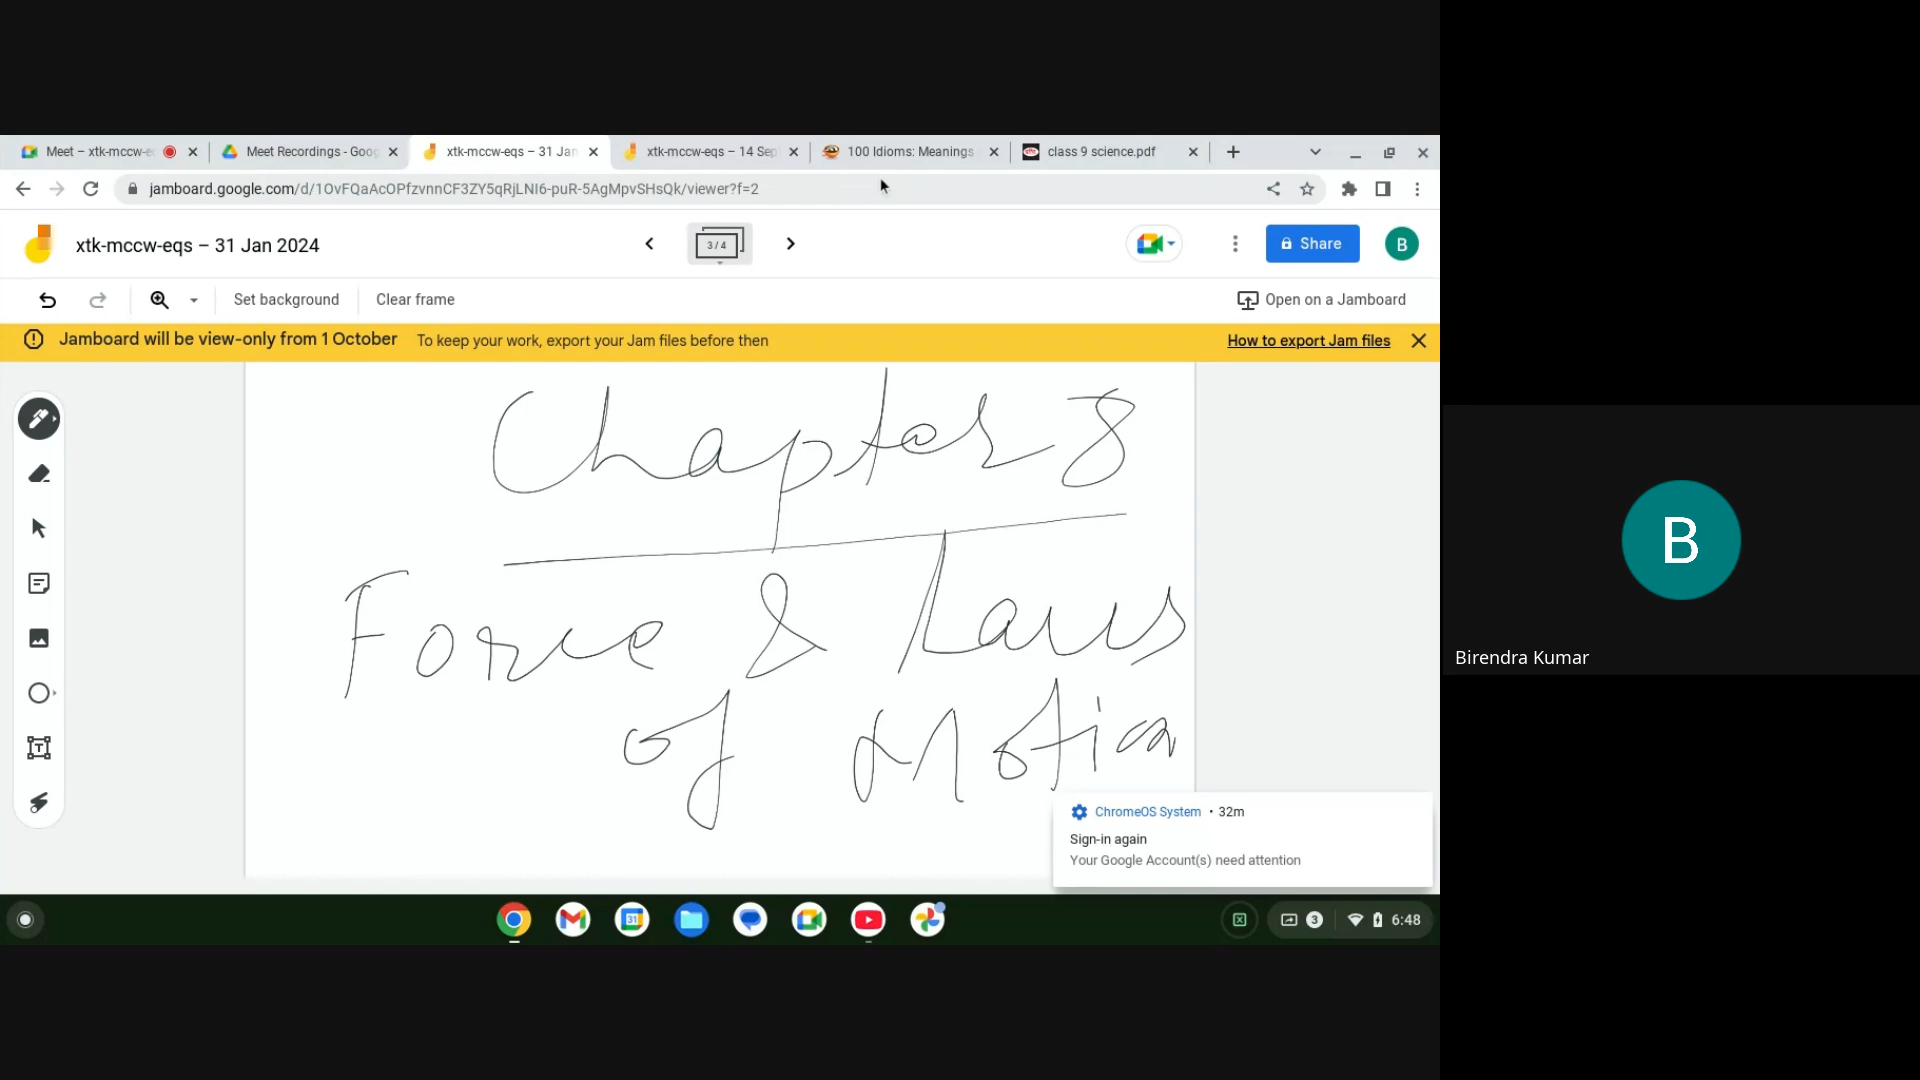 Meet – xtk-mccw-e
Meet Recordings - Goog
xtk-mccw-eqs – 31 Jan
xtk-mccw-eqs – 14 Sep
100 Idioms: Meanings
class 9 science.pdf
jamboard.google.com/d/1OvFQaAcOPfzvnnCF3ZY5qRjLNI6-puR-5AgMpvSHsQk/viewer?f=2
xtk-mccw-eqs – 31 Jan 2024
3 / 4
Share
B
Set background
Clear frame
Open on a Jamboard
Jamboard will be view-only from 1 October
To keep your work, export your Jam files before then
How to export Jam files
Chapter 8
Force & Laws
of Motion
B
Birendra Kumar
ChromeOS System • 32m
Sign-in again
Your Google Account(s) need attention
31
3
6:48